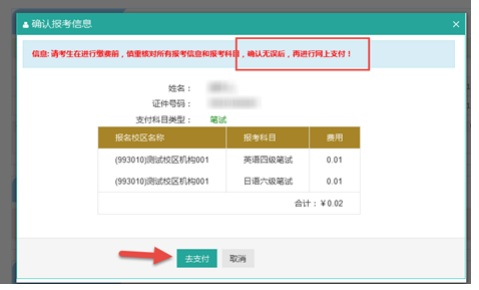 确认报考信息
×
信息: 请考生在进行缴费前，慎重核对所有报考信息和报考科目，确认无误后，再进行网上支付！
姓名：
证件号码：
支付科目类型： 笔试
报名校区名称 报考科目 费用
(993010)测试校区机构001 英语四级笔试 0.01
(993010)测试校区机构001 日语六级笔试 0.01
合计：￥0.02
去支付 取消